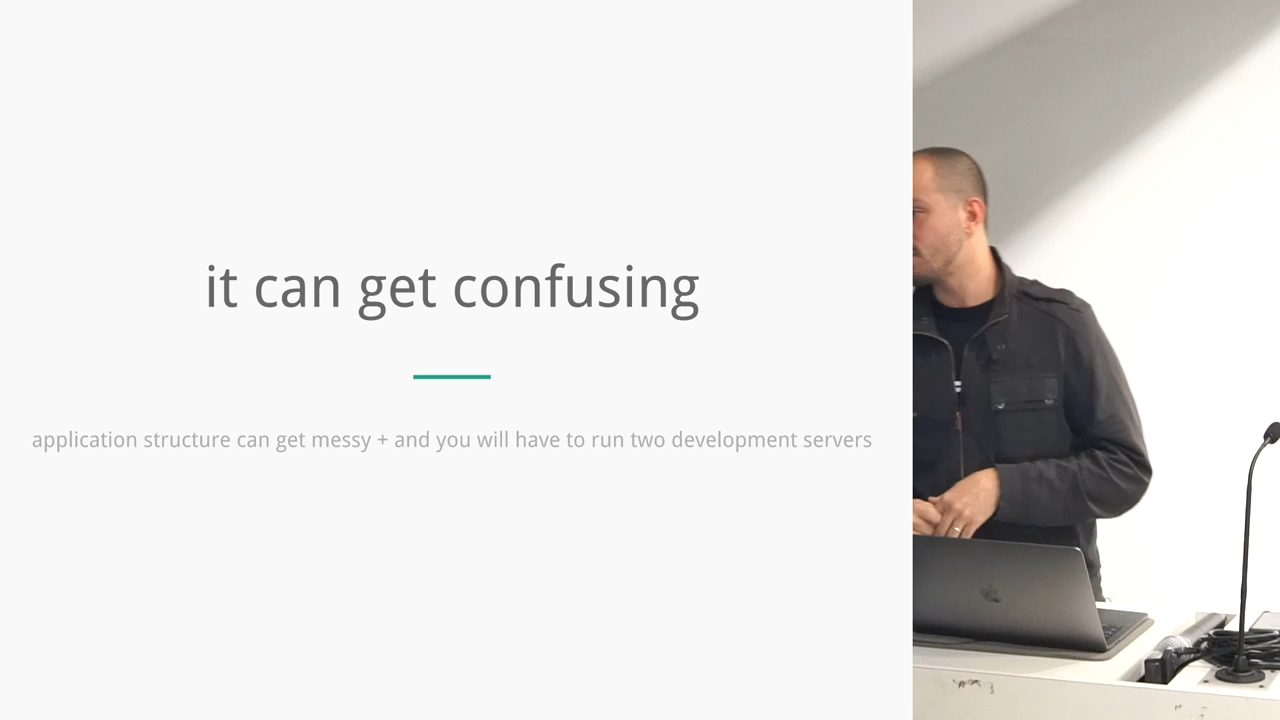 it can get confusing
application structure can get messy + and you will have to run two development servers